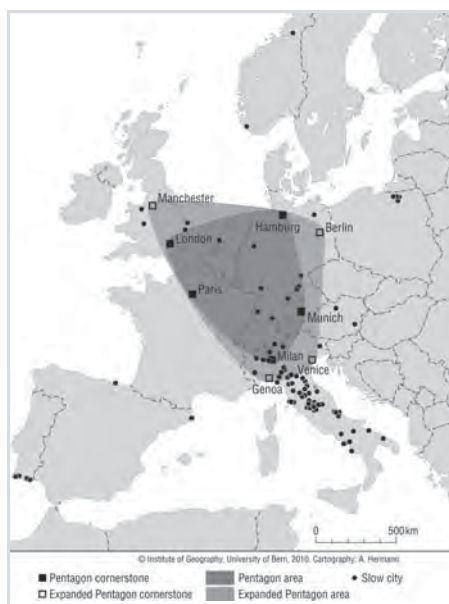 Manchester
Hamburg
Berlin
London
Paris
Munich
Milan
Venice
Genoa
0 500km
© Institute of Geography, University of Bern, 2010. Cartography: A. Hermann
Pentagon cornerstone Pentagon area Slow city
Expanded Pentagon cornerstone Expanded Pentagon area